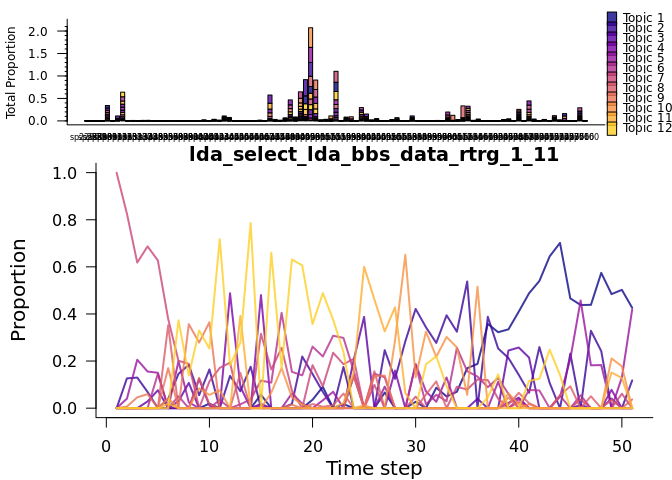 Total Proportion
2.0
1.5
1.0
0.5
0.0
Topic 1
Topic 2
Topic 3
Topic 4
Topic 5
Topic 6
Topic 7
Topic 8
Topic 9
Topic 10
Topic 11
Topic 12
lda_select_lda_bbs_data_rtrg_1_11
Proportion
1.0
0.8
0.6
0.4
0.2
0.0
0 10 20 30 40 50
Time step